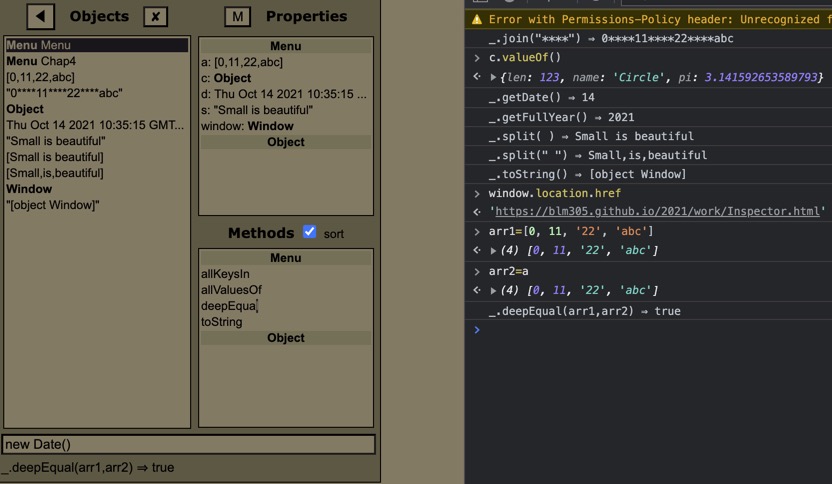 Objects ✘
Menu Menu
Menu Chap4
[0,11,22,abc]
"0****11****22****abc"
Object
Thu Oct 14 2021 10:35:15 GMT...
"Small is beautiful"
[Small is beautiful]
[Small,is,beautiful]
Window
"[object Window]"
M Properties
Menu
a: [0,11,22,abc]
c: Object
d: Thu Oct 14 2021 10:35:15 ...
s: "Small is beautiful"
window: Window
Object
Methods sort
Menu
allKeysIn
allValuesOf
deepEqual
toString
Object
new Date()
_.deepEqual(arr1,arr2) ⇒ true
Error with Permissions-Policy header: Unrecognized f
_.join("****") ⇒ 0****11****22****abc
c.valueOf()
{len: 123, name: 'Circle', pi: 3.141592653589793}
_.getDate() ⇒ 14
_.getFullYear() ⇒ 2021
_.split( ) ⇒ Small is beautiful
_.split(" ") ⇒ Small,is,beautiful
_.toString() ⇒ [object Window]
window.location.href
'https://blm305.github.io/2021/work/Inspector.html'
arr1=[0, 11, '22', 'abc']
(4) [0, 11, '22', 'abc']
arr2=a
(4) [0, 11, '22', 'abc']
_.deepEqual(arr1,arr2) ⇒ true